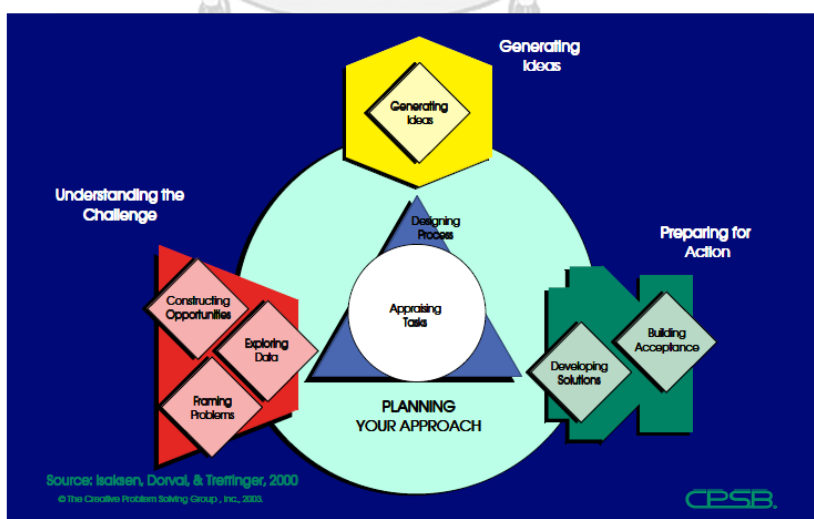 Generating
Ideas
Generating
Ideas
Understanding the
Challenge
Designing
Process
Preparing for
Action
Constructing
Opportunities
Exploring
Data
Framing
Problems
Appraising
Tasks
Building
Acceptance
Developing
Solutions
PLANNING
YOUR APPROACH
Source: Isaksen, Dorval, & Treffinger, 2000
© The Creative Problem Solving Group , Inc., 2003.
CPSB.